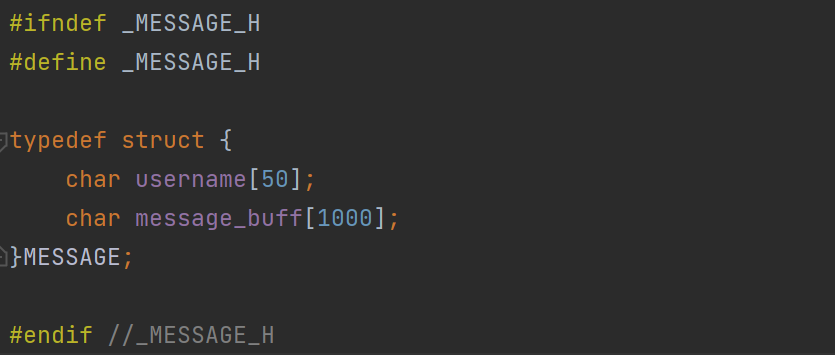 #ifndef _MESSAGE_H
#define _MESSAGE_H
typedef struct {
    char username[50];
    char message_buff[1000];
}MESSAGE;
#endif //_MESSAGE_H